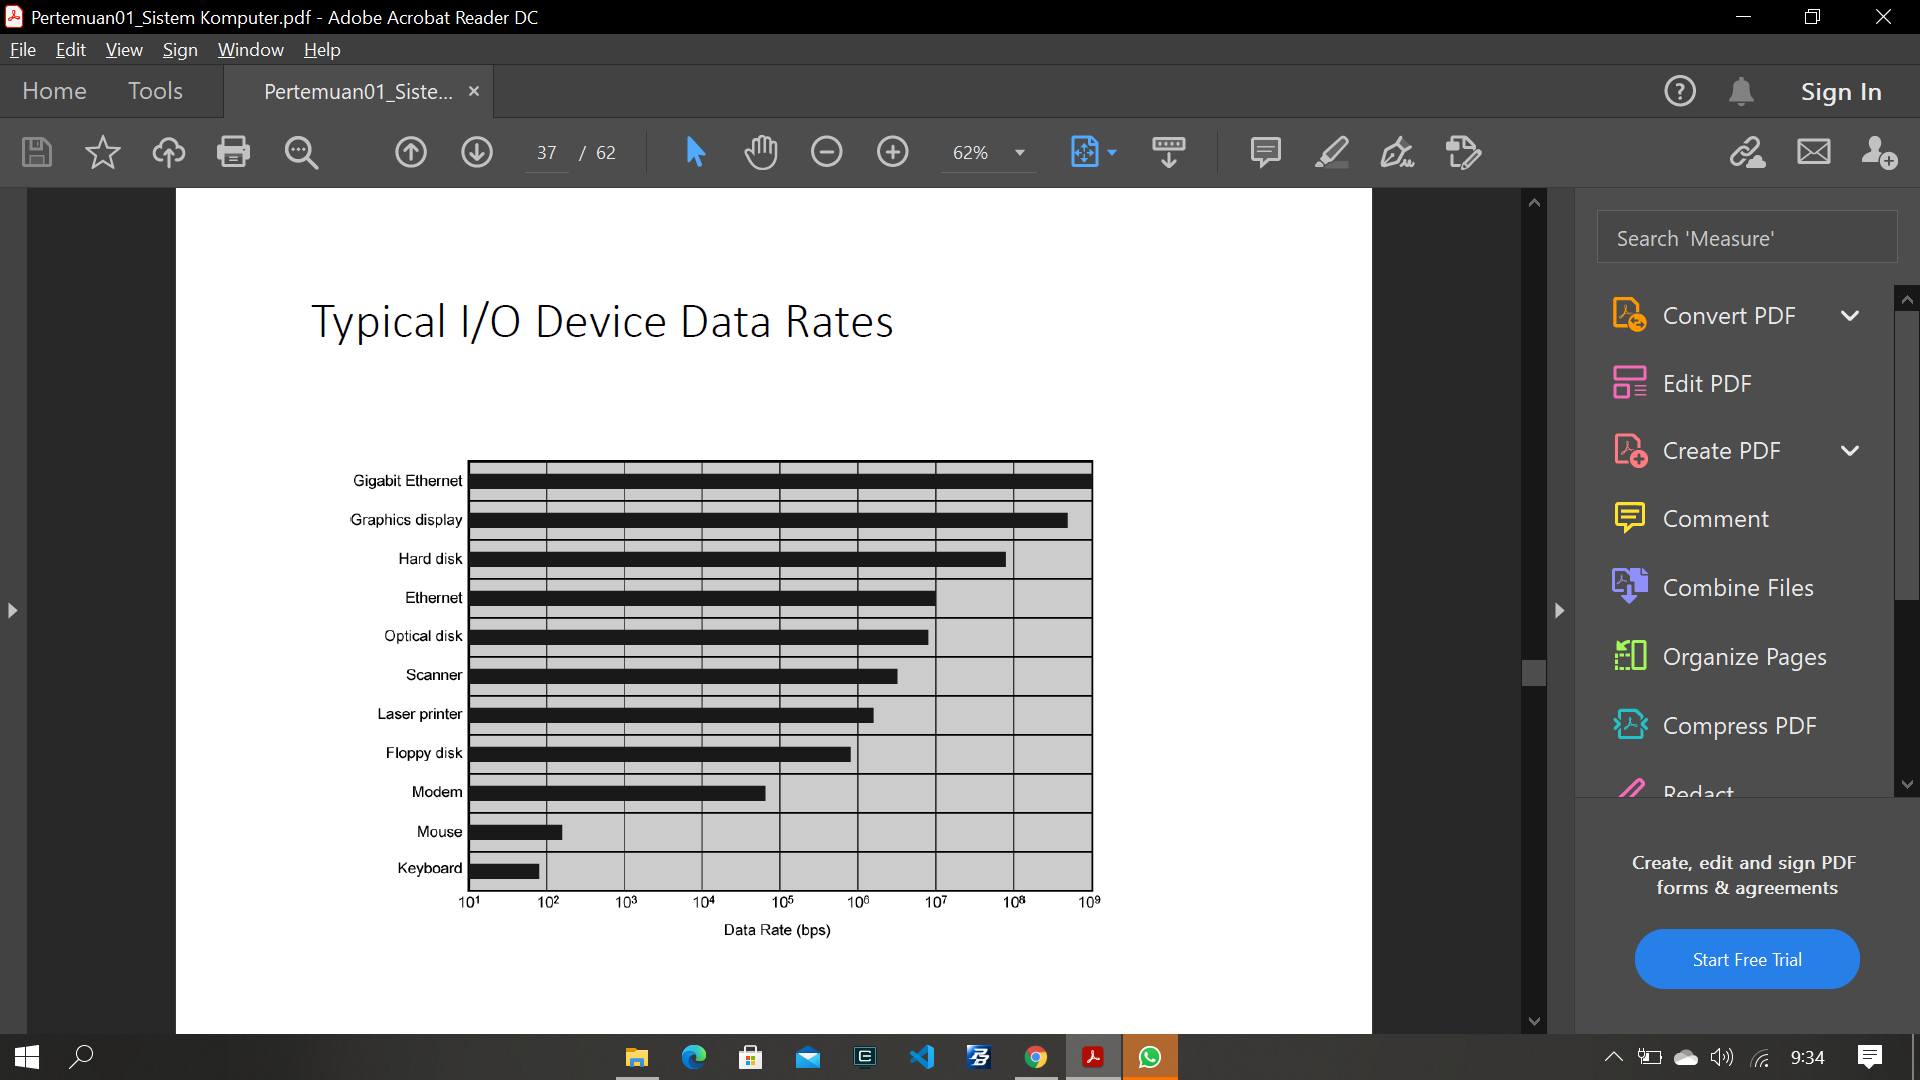 Pertemuan01_Sistem Komputer.pdf - Adobe Acrobat Reader DC
File Edit View Sign Window Help
Home Tools Pertemuan01_Siste... × Sign In
37 / 62 62%
Search 'Measure'
Convert PDF
Edit PDF
Create PDF
Comment
Combine Files
Organize Pages
Compress PDF
Redact
Create, edit and sign PDF
forms & agreements
Start Free Trial
Typical I/O Device Data Rates
Gigabit Ethernet
Graphics display
Hard disk
Ethernet
Optical disk
Scanner
Laser printer
Floppy disk
Modem
Mouse
Keyboard
10¹ 10² 10³ 10⁴ 10⁵ 10⁶ 10⁷ 10⁸ 10⁹
Data Rate (bps)
9:34